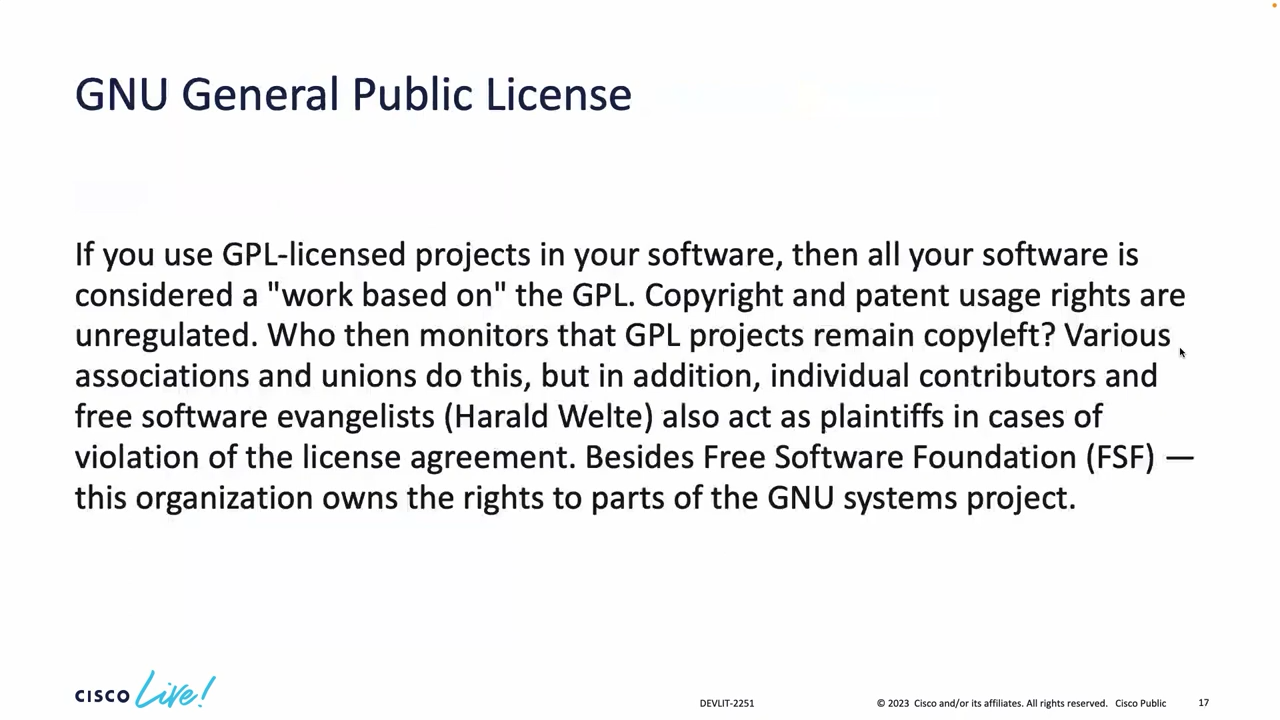 GNU General Public License
If you use GPL-licensed projects in your software, then all your software is
considered a "work based on" the GPL. Copyright and patent usage rights are
unregulated. Who then monitors that GPL projects remain copyleft? Various
associations and unions do this, but in addition, individual contributors and
free software evangelists (Harald Welte) also act as plaintiffs in cases of
violation of the license agreement. Besides Free Software Foundation (FSF) —
this organization owns the rights to parts of the GNU systems project.
CISCO Live!
DEVLIT-2251
© 2023 Cisco and/or its affiliates. All rights reserved. Cisco Public
17